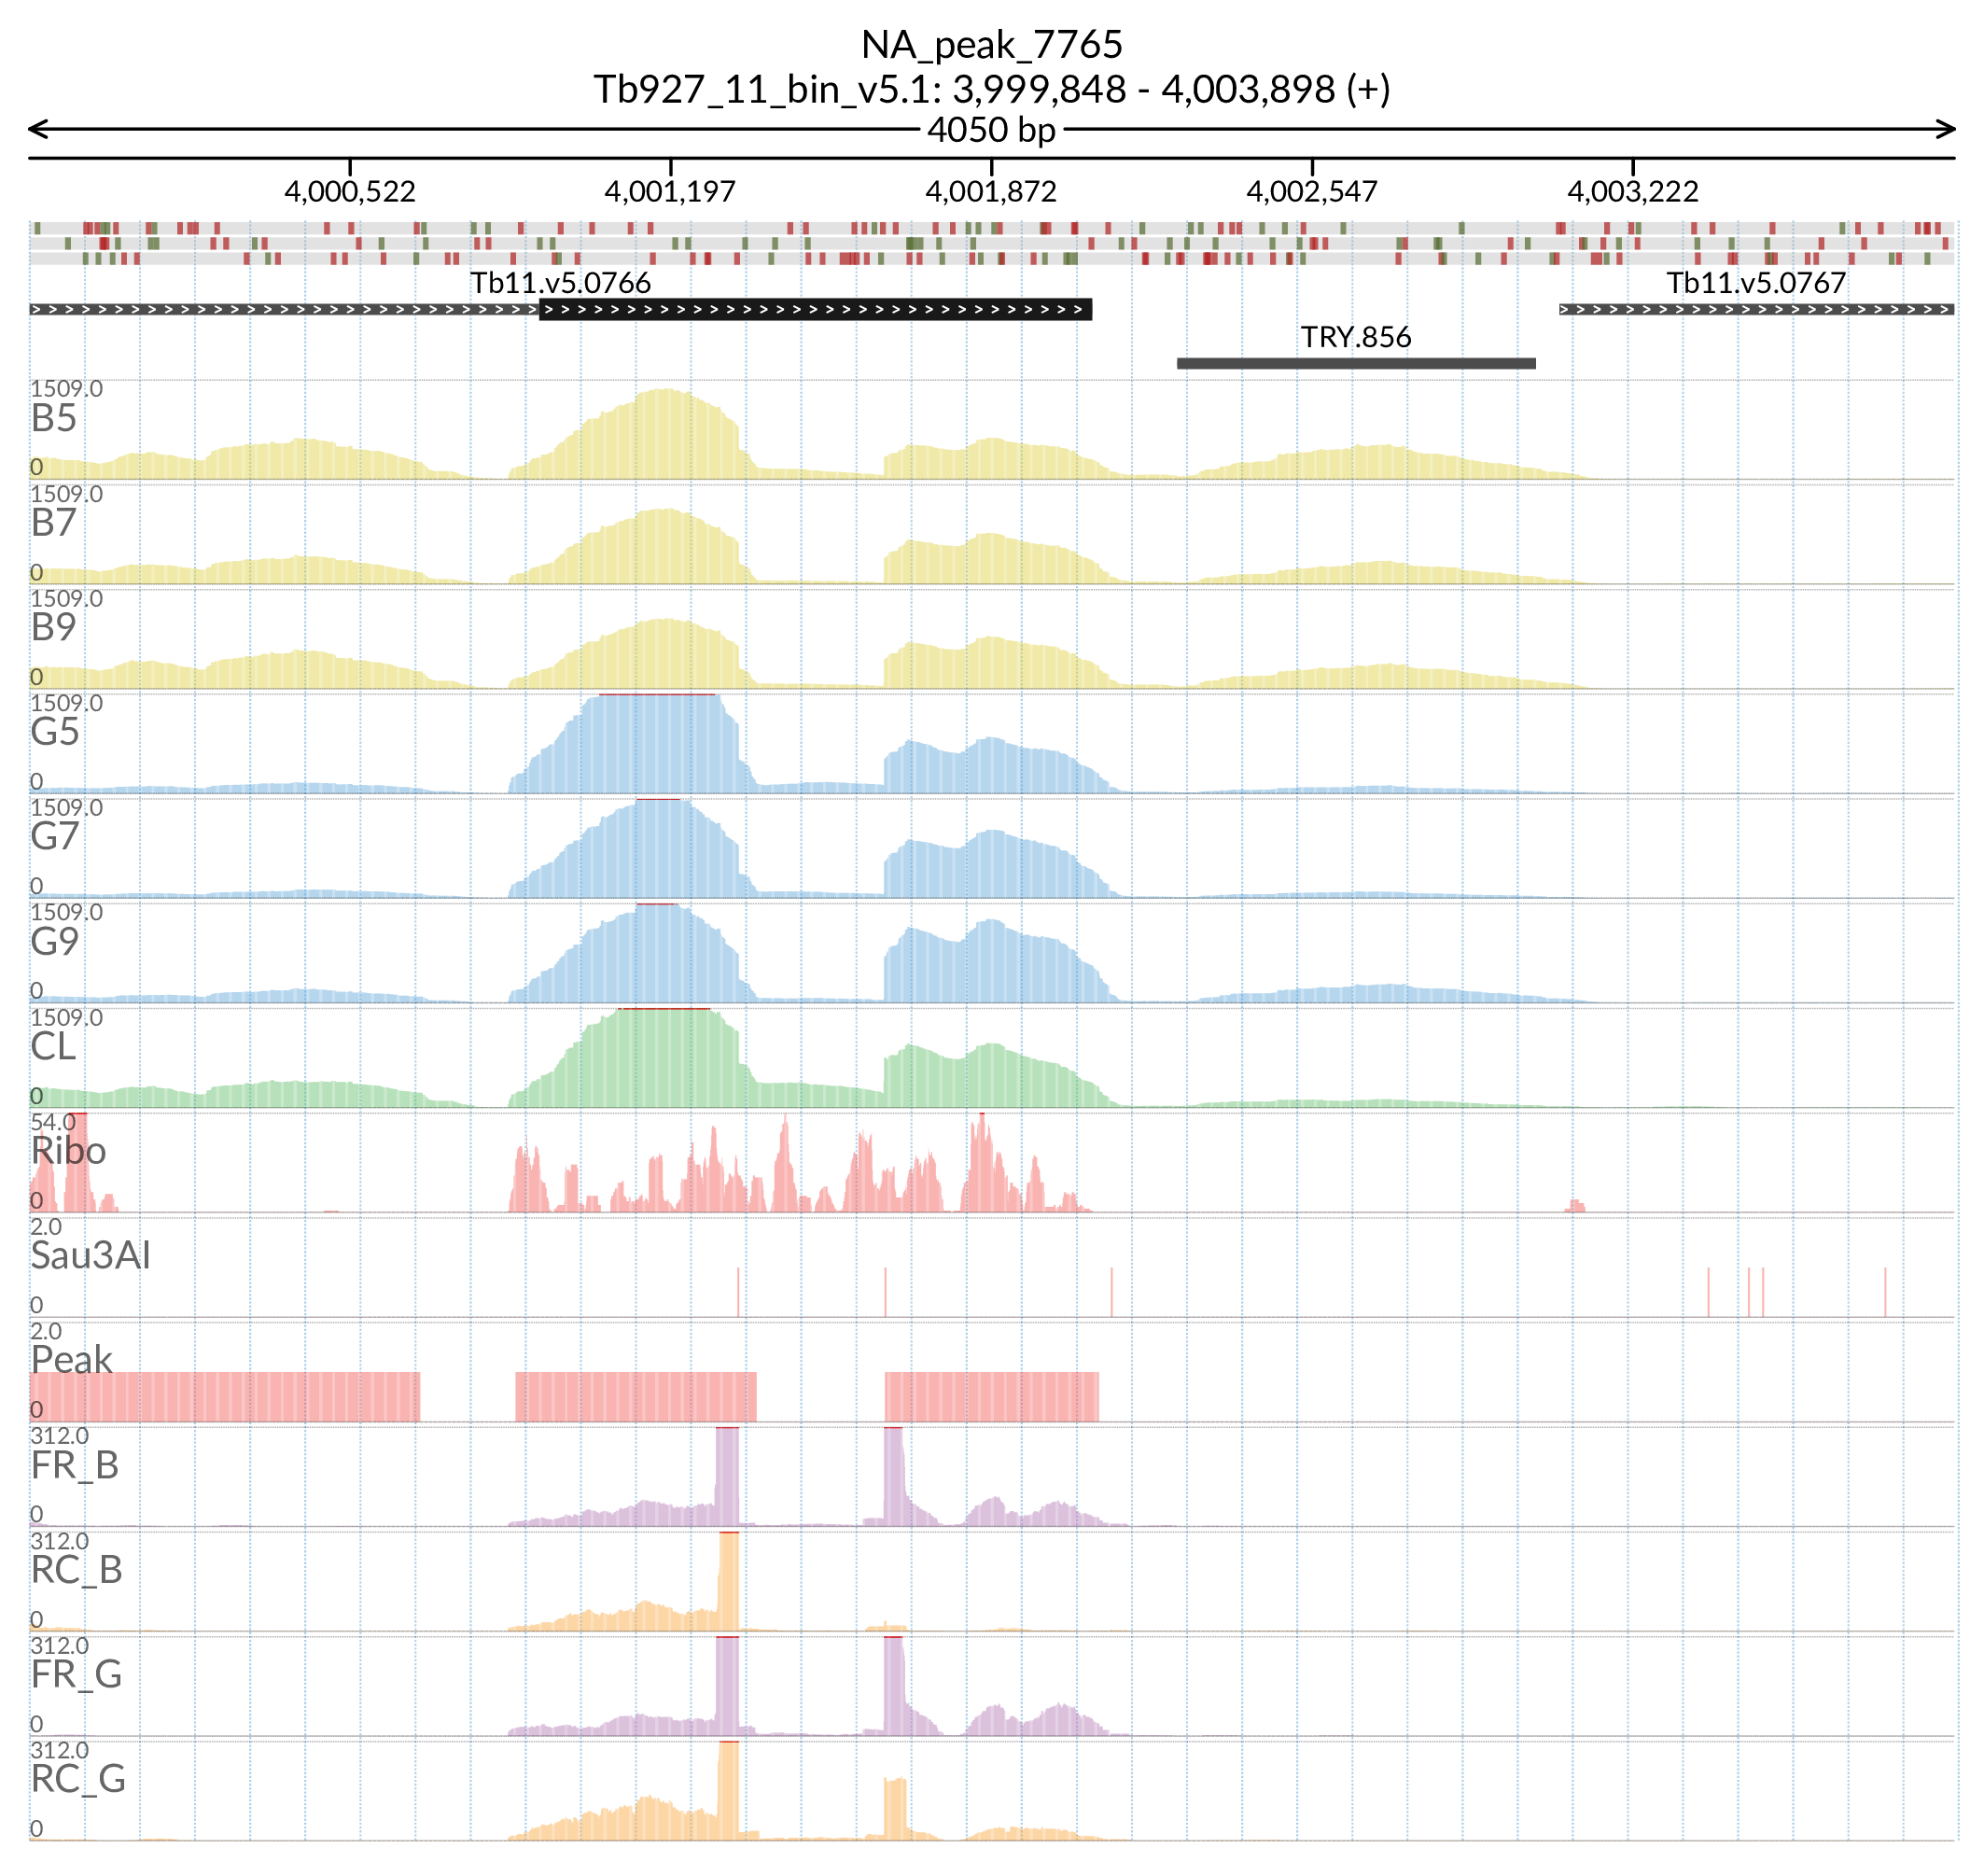 NA_peak_7765
Tb927_11_bin_v5.1: 3,999,848 - 4,003,898 (+)
4050 bp
4,000,522 4,001,197 4,001,872 4,002,547 4,003,222
Tb11.v5.0766 Tb11.v5.0767
TRY.856
1509.0
B5
0
1509.0
B7
0
1509.0
B9
0
1509.0
G5
0
1509.0
G7
0
1509.0
G9
0
1509.0
CL
0
54.0
Ribo
0
2.0
Sau3AI
0
2.0
Peak
0
312.0
FR_B
0
312.0
RC_B
0
312.0
FR_G
0
312.0
RC_G
0